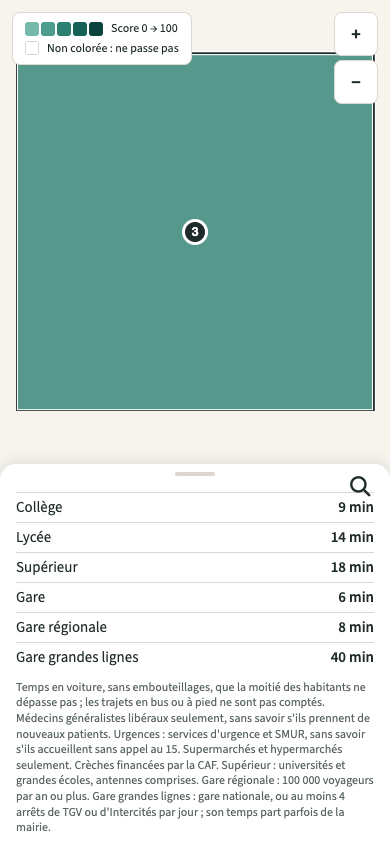 Score 0 → 100
+
Non colorée : ne passe pas
−
3
Collège 9 min
Lycée 14 min
Supérieur 18 min
Gare 6 min
Gare régionale 8 min
Gare grandes lignes 40 min
Temps en voiture, sans embouteillages, que la moitié des habitants ne
dépasse pas ; les trajets en bus ou à pied ne sont pas comptés.
Médecins généralistes libéraux seulement, sans savoir s'ils prennent de
nouveaux patients. Urgences : services d'urgence et SMUR, sans savoir
s'ils accueillent sans appel au 15. Supermarchés et hypermarchés
seulement. Crèches financées par la CAF. Supérieur : universités et
grandes écoles, antennes comprises. Gare régionale : 100 000 voyageurs
par an ou plus. Gare grandes lignes : gare nationale, ou au moins 4
arrêts de TGV ou d'Intercités par jour ; son temps part parfois de la
mairie.